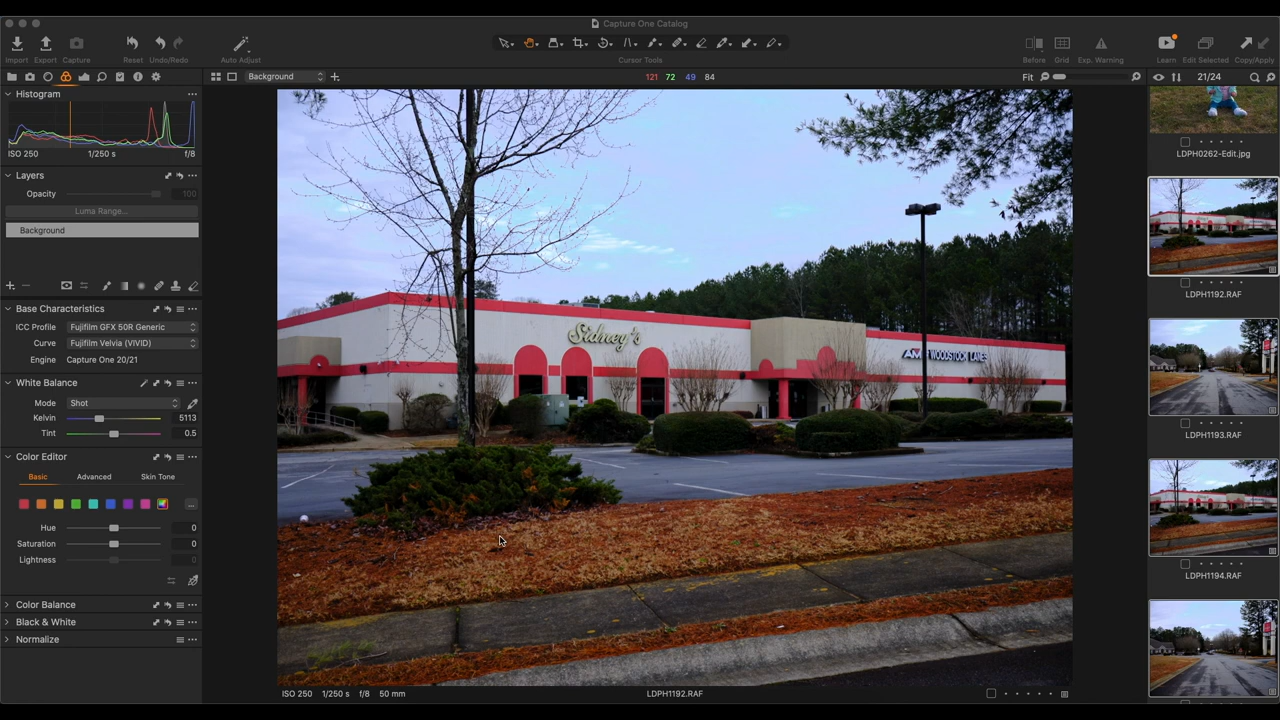 Capture One Catalog
Import Export Capture Reset Undo/Redo Auto Adjust Cursor Tools Before Grid Exp. Warning Learn Edit Selected Copy/Apply
Background 121 72 49 84 Fit 21/24
Histogram
ISO 250 1/250 s f/8
Layers
Opacity 100
Luma Range...
Background
Base Characteristics
ICC Profile Fujifilm GFX 50R Generic
Curve Fujifilm Velvia (VIVID)
Engine Capture One 20/21
White Balance
Mode Shot
Kelvin 5113
Tint 0.5
Color Editor
Basic Advanced Skin Tone
Hue 0
Saturation 0
Lightness 0
Color Balance
Black & White
Normalize
Sidney's
AMF WOODSTOCK LANES
ISO 250 1/250 s f/8 50 mm LDPH1192.RAF
LDPH0262-Edit.jpg
LDPH1192.RAF
LDPH1193.RAF
LDPH1194.RAF